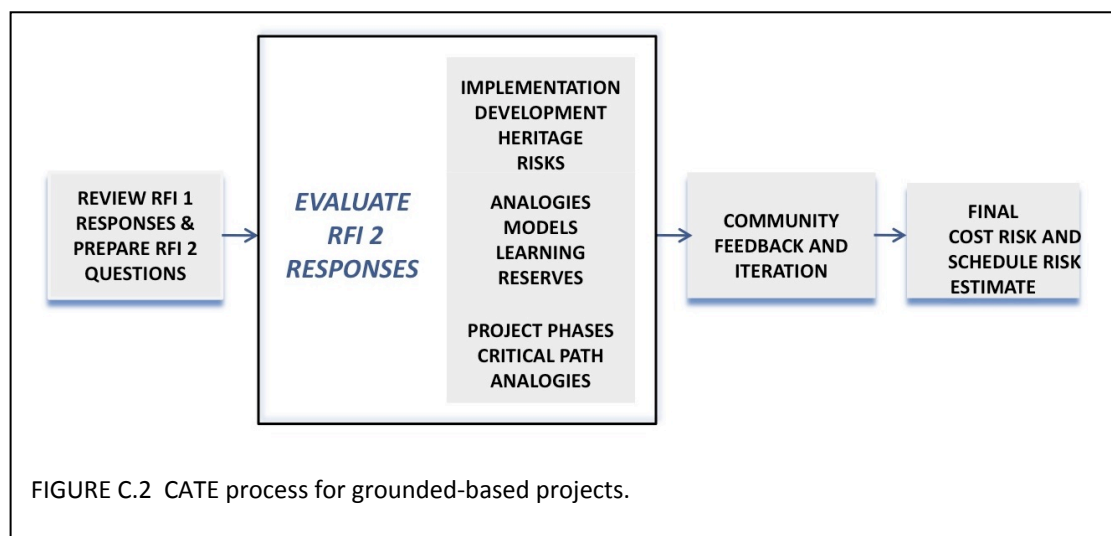 REVIEW RFI 1
RESPONSES &
PREPARE RFI 2
QUESTIONS
EVALUATE
RFI 2
RESPONSES
IMPLEMENTATION
DEVELOPMENT
HERITAGE
RISKS
ANALOGIES
MODELS
LEARNING
RESERVES
PROJECT PHASES
CRITICAL PATH
ANALOGIES
COMMUNITY
FEEDBACK AND
ITERATION
FINAL
COST RISK AND
SCHEDULE RISK
ESTIMATE
FIGURE C.2 CATE process for grounded-based projects.